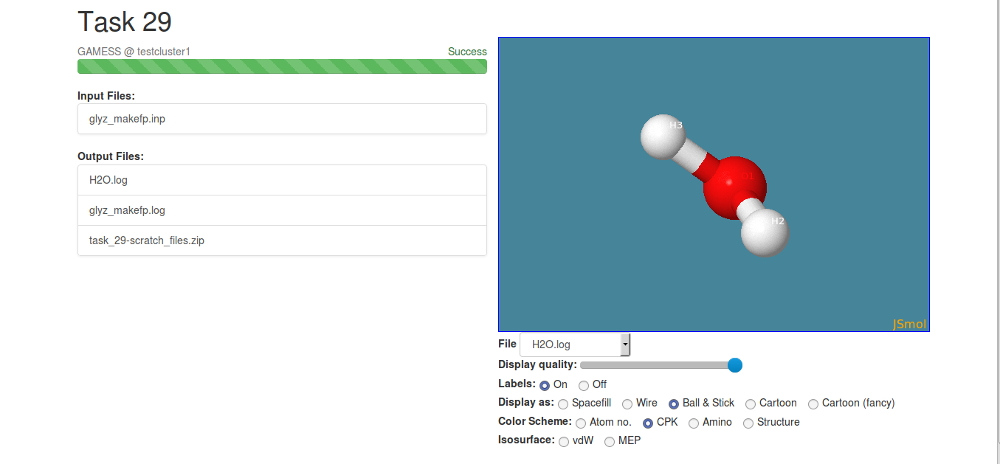 Task 29
GAMESS @ testcluster1
Success
Input Files:
glyz_makefp.inp
Output Files:
H2O.log
glyz_makefp.log
task_29-scratch_files.zip
H3
O1
H2
JSmol
File H2O.log
Display quality:
Labels: On Off
Display as: Spacefill Wire Ball & Stick Cartoon Cartoon (fancy)
Color Scheme: Atom no. CPK Amino Structure
Isosurface: vdW MEP